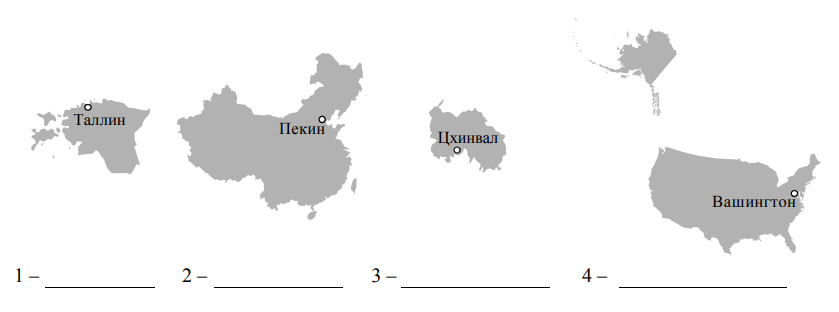 Таллин
Пекин
Цхинвал
Вашингтон
1 – 2 – 3 – 4 –